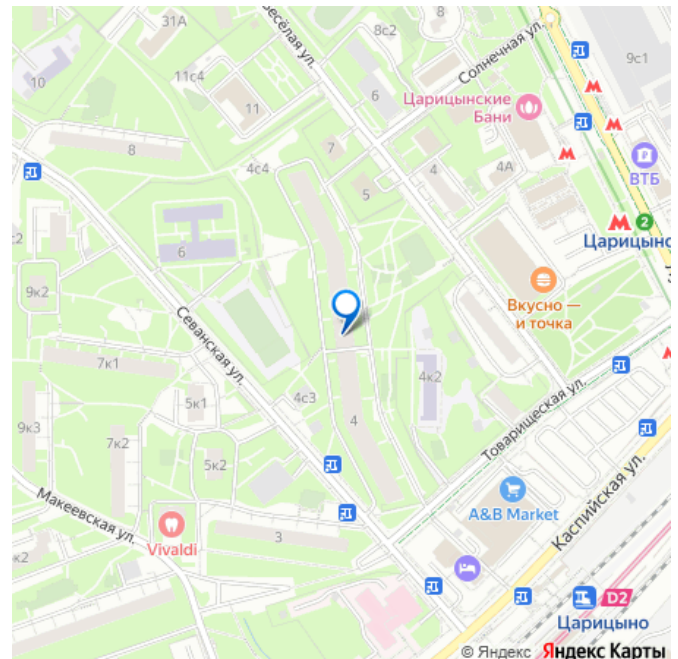 31А
Весёлая ул.
8с2
8
Солнечная ул.
9с1
10
11с4
11
6
Царицынские
Бани
7
8
4с4
5
4
4А
ВТБ
2
Царицыно
6
9к2
Вкусно —
и точка
Севанская ул.
7к1
5к1
4с3
4к2
4
Товарищеская ул.
9к3
7к2
5к2
Макеевская ул.
Vivaldi
3
A&B Market
Каспийская ул.
D2
Царицыно
© Яндекс Яндекс Карты